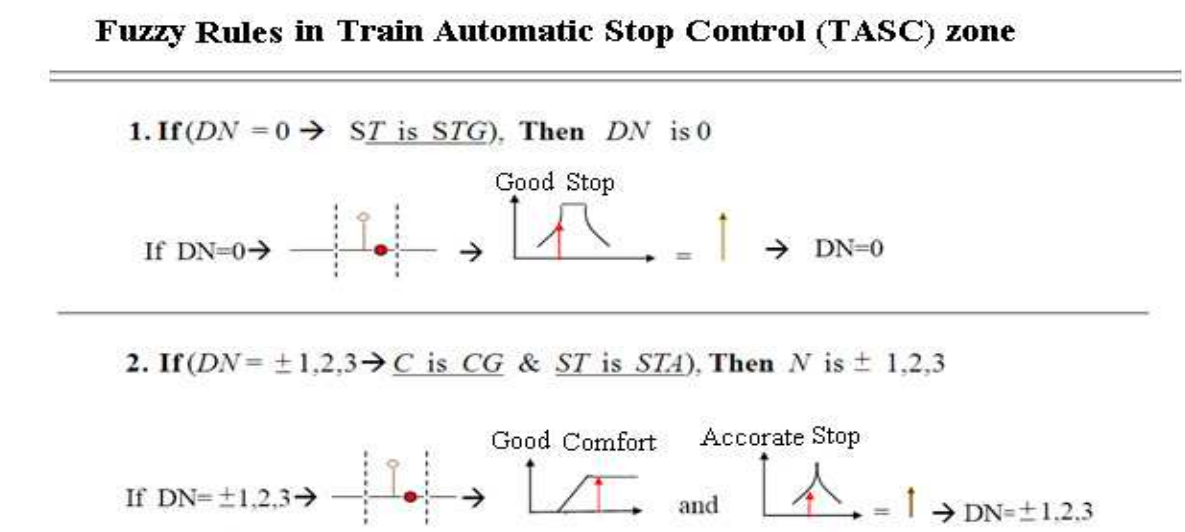 Fuzzy Rules in Train Automatic Stop Control (TASC) zone
1. If (DN = 0 → ST is STG), Then DN is 0
Good Stop
If DN=0→ → = → DN=0
2. If (DN = ±1,2,3→ C is CG & ST is STA), Then N is ± 1,2,3
Good Comfort Accorate Stop
If DN=±1,2,3→ → and = → DN=±1,2,3